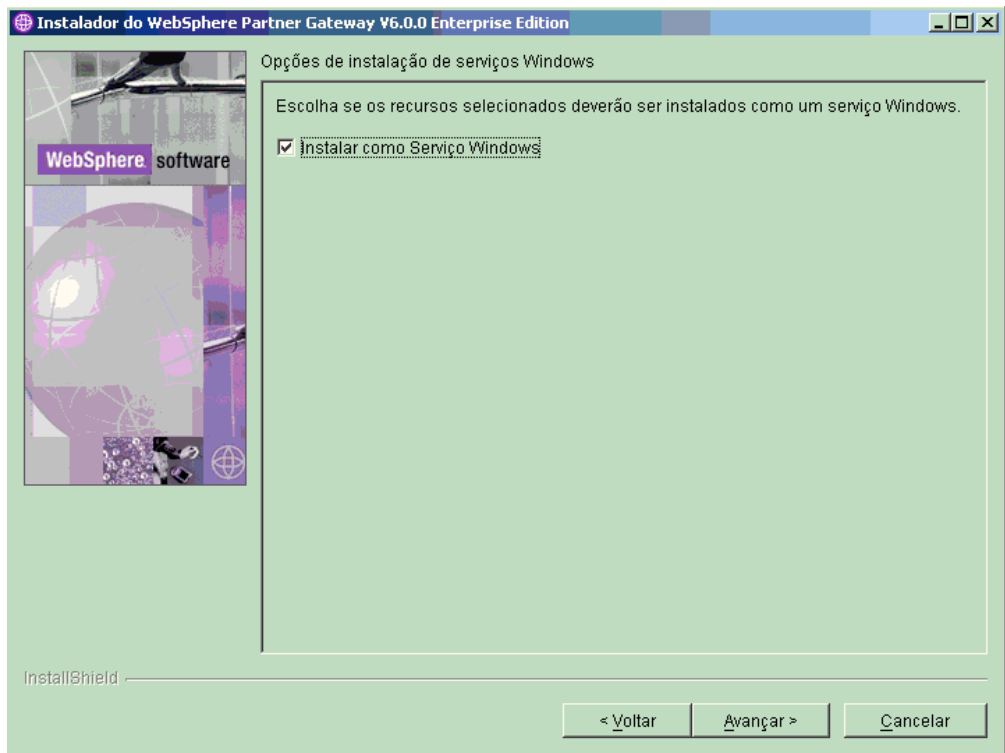 Instalador do WebSphere Partner Gateway V6.0.0 Enterprise Edition
Opções de instalação de serviços Windows
Escolha se os recursos selecionados deverão ser instalados como um serviço Windows.
Instalar como Serviço Windows
WebSphere software
InstallShield
< Voltar
Avançar >
Cancelar